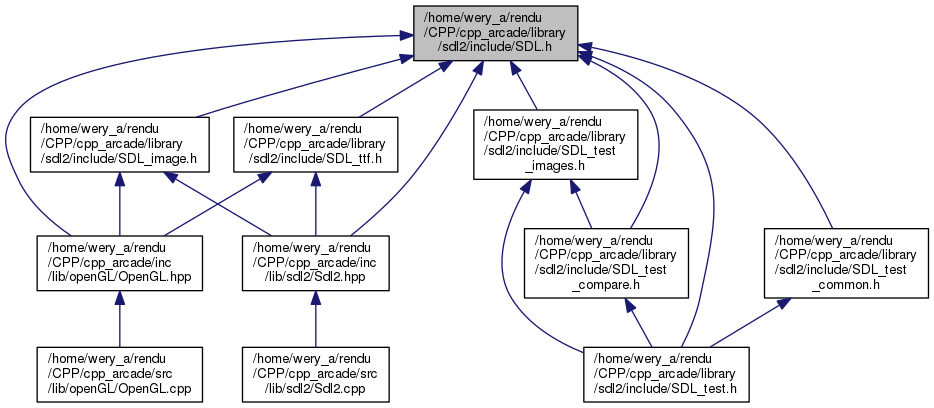 /home/wery_a/rendu
/CPP/cpp_arcade/library
/sdl2/include/SDL.h
/home/wery_a/rendu
/CPP/cpp_arcade/library
/sdl2/include/SDL_image.h
/home/wery_a/rendu
/CPP/cpp_arcade/library
/sdl2/include/SDL_ttf.h
/home/wery_a/rendu
/CPP/cpp_arcade/library
/sdl2/include/SDL_test
_images.h
/home/wery_a/rendu
/CPP/cpp_arcade/inc
/lib/openGL/OpenGL.hpp
/home/wery_a/rendu
/CPP/cpp_arcade/inc
/lib/sdl2/Sdl2.hpp
/home/wery_a/rendu
/CPP/cpp_arcade/library
/sdl2/include/SDL_test
_compare.h
/home/wery_a/rendu
/CPP/cpp_arcade/library
/sdl2/include/SDL_test
_common.h
/home/wery_a/rendu
/CPP/cpp_arcade/src
/lib/openGL/OpenGL.cpp
/home/wery_a/rendu
/CPP/cpp_arcade/src
/lib/sdl2/Sdl2.cpp
/home/wery_a/rendu
/CPP/cpp_arcade/library
/sdl2/include/SDL_test.h